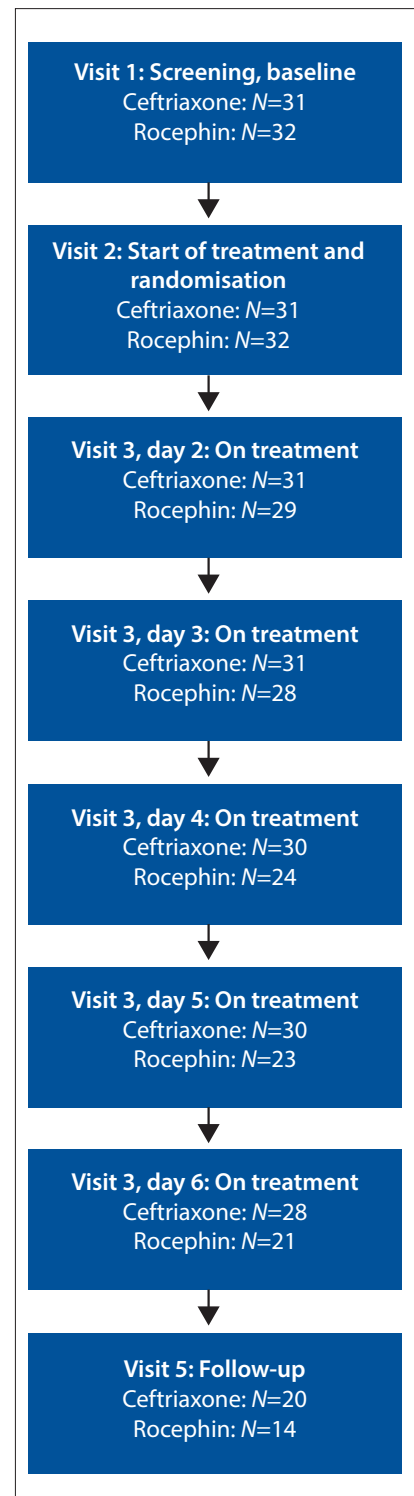 Visit 1: Screening, baseline
Ceftriaxone: N=31
Rocephin: N=32
Visit 2: Start of treatment and
randomisation
Ceftriaxone: N=31
Rocephin: N=32
Visit 3, day 2: On treatment
Ceftriaxone: N=31
Rocephin: N=29
Visit 3, day 3: On treatment
Ceftriaxone: N=31
Rocephin: N=28
Visit 3, day 4: On treatment
Ceftriaxone: N=30
Rocephin: N=24
Visit 3, day 5: On treatment
Ceftriaxone: N=30
Rocephin: N=23
Visit 3, day 6: On treatment
Ceftriaxone: N=28
Rocephin: N=21
Visit 5: Follow-up
Ceftriaxone: N=20
Rocephin: N=14